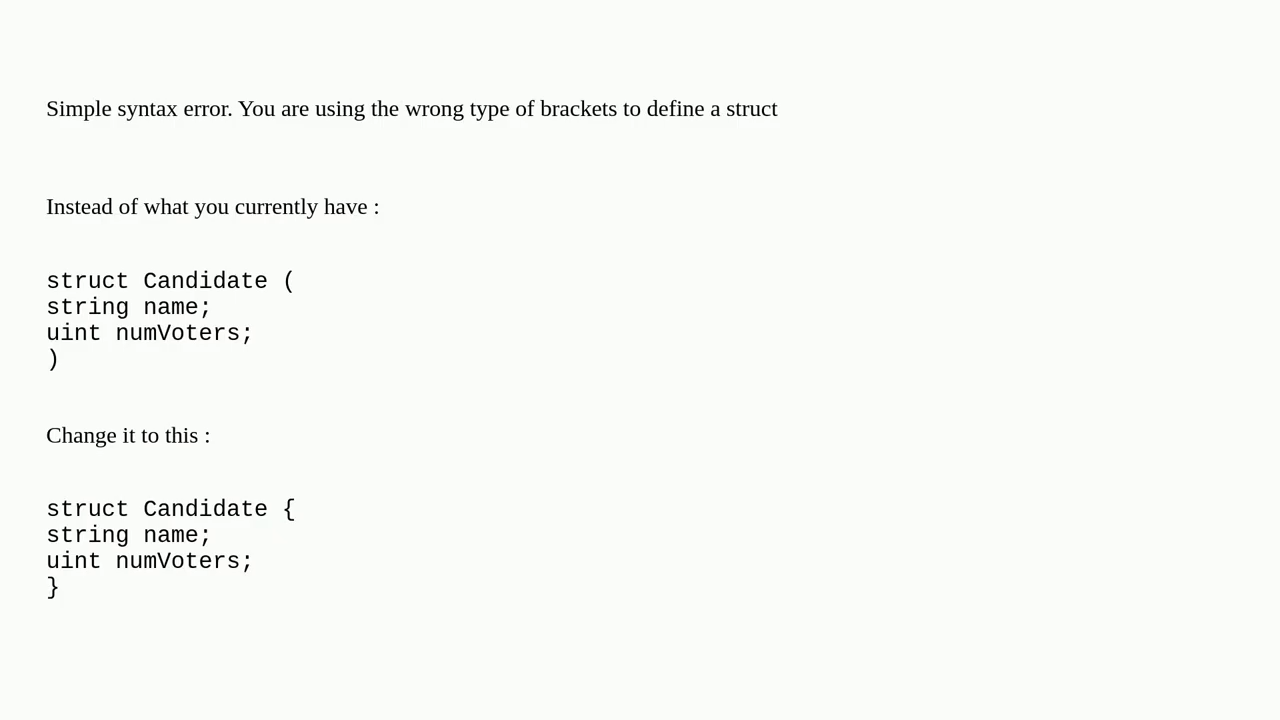 Simple syntax error. You are using the wrong type of brackets to define a struct
Instead of what you currently have :
struct Candidate (
string name;
uint numVoters;
)
Change it to this :
struct Candidate {
string name;
uint numVoters;
}